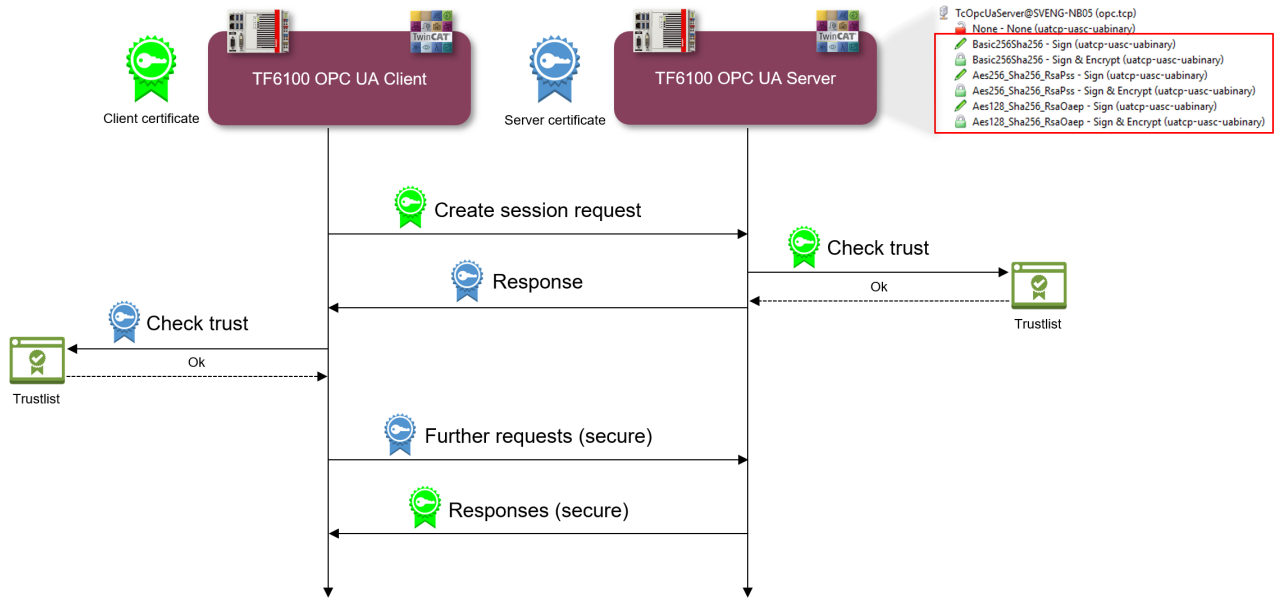 TwinCAT
TF6100 OPC UA Client
Client certificate
TwinCAT
TF6100 OPC UA Server
Server certificate
TcOpcUaServer@SVENG-NB05 (opc.tcp)
None - None (uatcp-uasc-uabinary)
Basic256Sha256 - Sign (uatcp-uasc-uabinary)
Basic256Sha256 - Sign & Encrypt (uatcp-uasc-uabinary)
Aes256_Sha256_RsaPss - Sign (uatcp-uasc-uabinary)
Aes256_Sha256_RsaPss - Sign & Encrypt (uatcp-uasc-uabinary)
Aes128_Sha256_RsaOaep - Sign (uatcp-uasc-uabinary)
Aes128_Sha256_RsaOaep - Sign & Encrypt (uatcp-uasc-uabinary)
Create session request
Check trust
Ok
Trustlist
Response
Check trust
Ok
Trustlist
Further requests (secure)
Responses (secure)